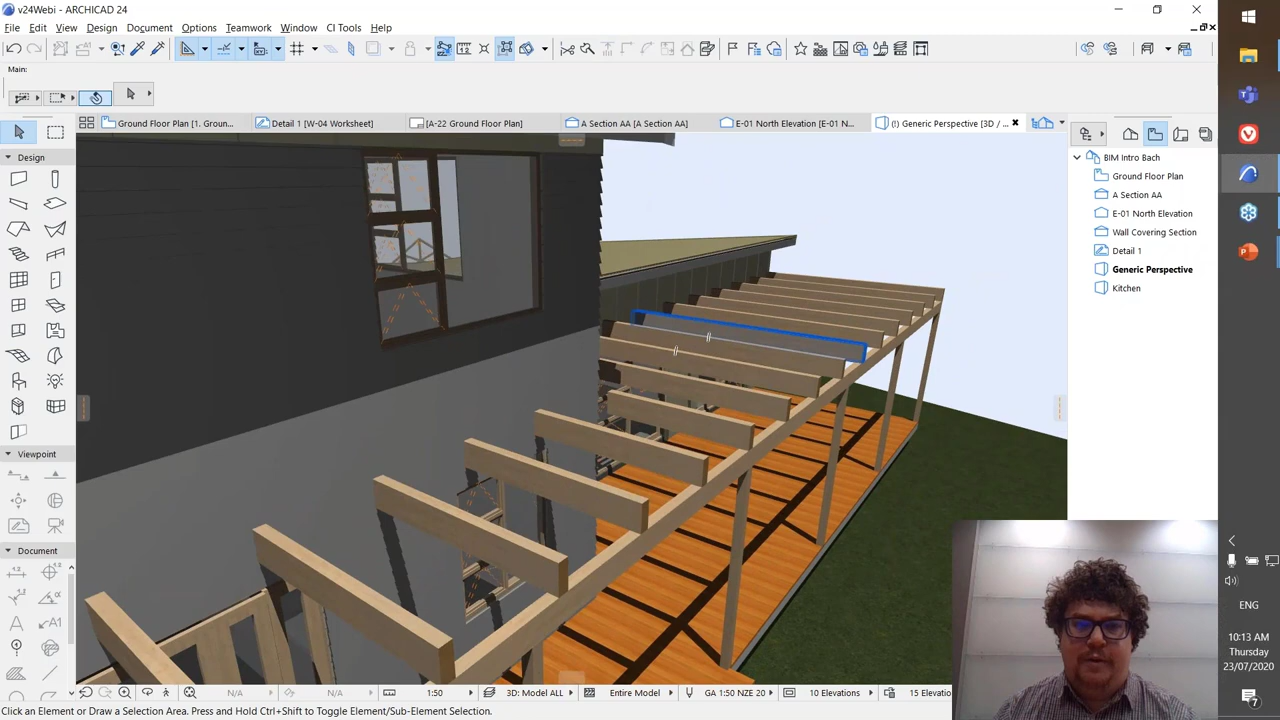 v24Webi - ARCHICAD 24
File Edit View Design Document Options Teamwork Window CI Tools Help
Main:
Ground Floor Plan [1. Groun...
Detail 1 [W-04 Worksheet]
[A-22 Ground Floor Plan]
A Section AA [A Section AA]
E-01 North Elevation [E-01 N...
(!) Generic Perspective [3D / ...
Design
Viewpoint
Document
BIM Intro Bach
Ground Floor Plan
A Section AA
E-01 North Elevation
Wall Covering Section
Detail 1
Generic Perspective
Kitchen
N/A
N/A
1:50
3D: Model ALL
Entire Model
GA 1:50 NZE 20
10 Elevations
15 Elevatio
Click an Element or Draw a Selection Area. Press and Hold Ctrl+Shift to Toggle Element/Sub-Element Selection.
ENG
10:13 AM
Thursday
23/07/2020
7